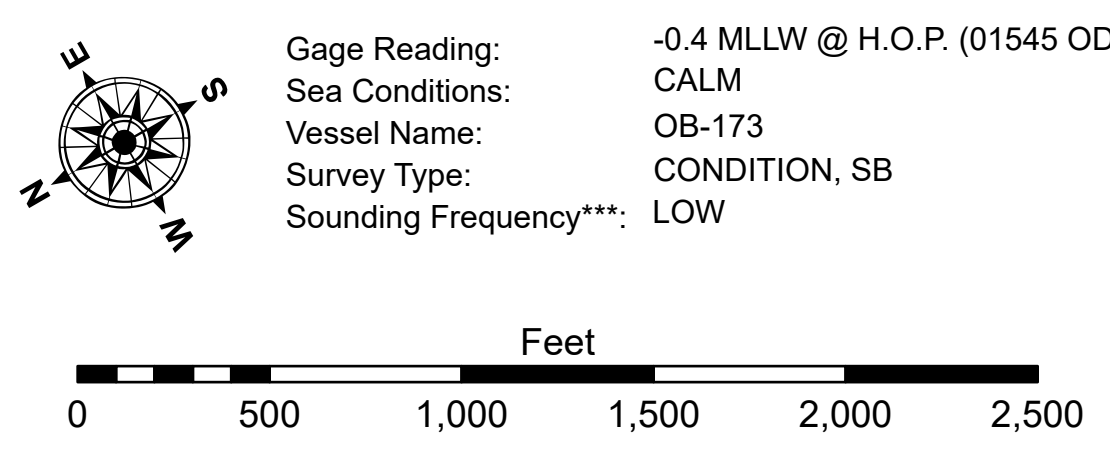 E
S
N
W
Gage Reading: -0.4 MLLW @ H.O.P. (01545 OD
Sea Conditions: CALM
Vessel Name: OB-173
Survey Type: CONDITION, SB
Sounding Frequency***: LOW
Feet
0 500 1,000 1,500 2,000 2,500